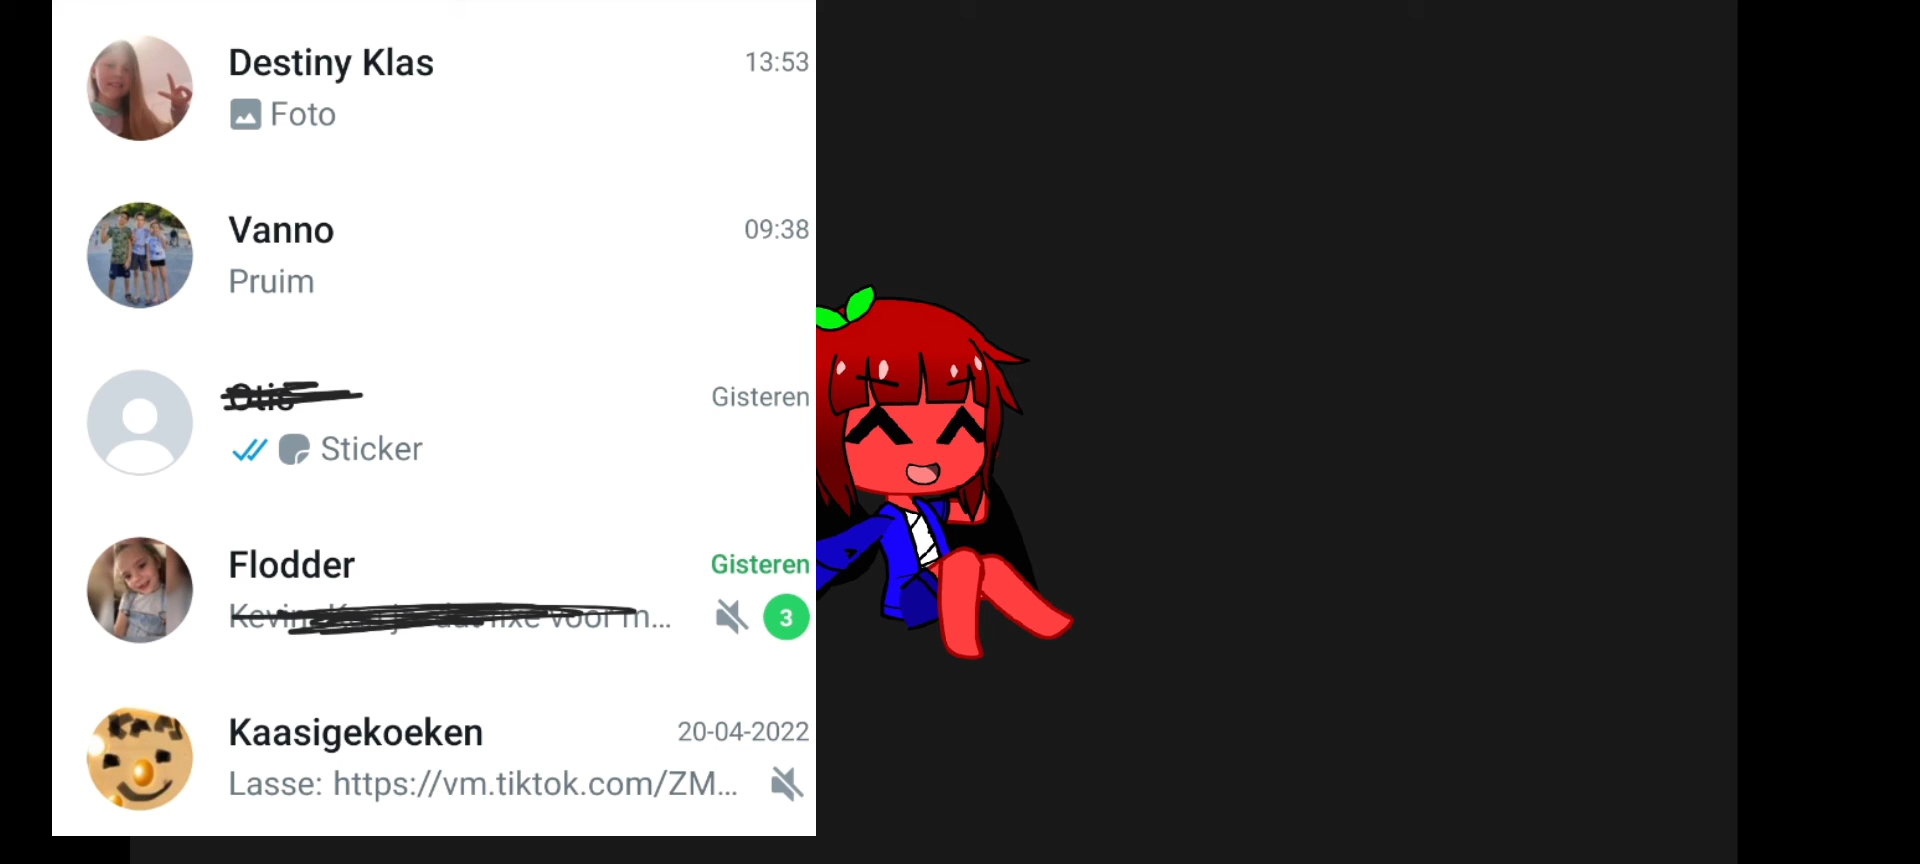 Destiny Klas 13:53
Foto
Vanno 09:38
Pruim
Gisteren
Sticker
Flodder Gisteren
voor m... 3
Kaasigekoeken 20-04-2022
Lasse: https://vm.tiktok.com/ZM...